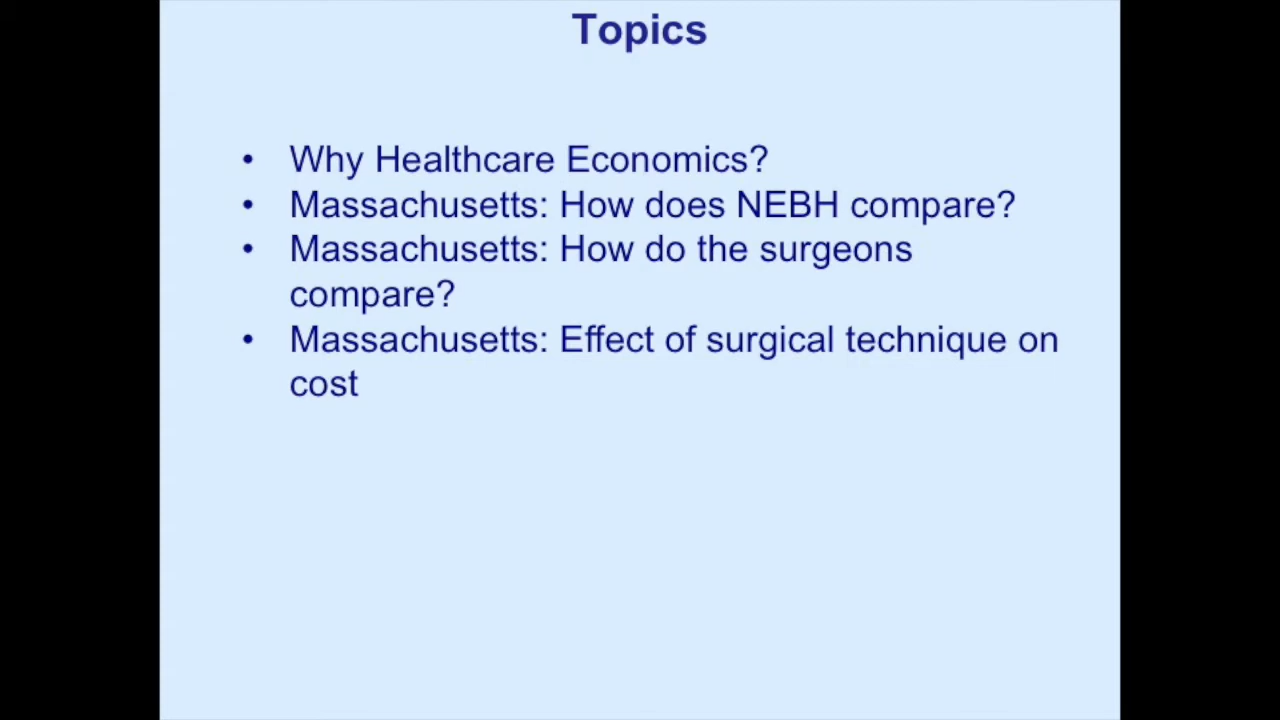 Topics
• Why Healthcare Economics?
• Massachusetts: How does NEBH compare?
• Massachusetts: How do the surgeons
compare?
• Massachusetts: Effect of surgical technique on
cost